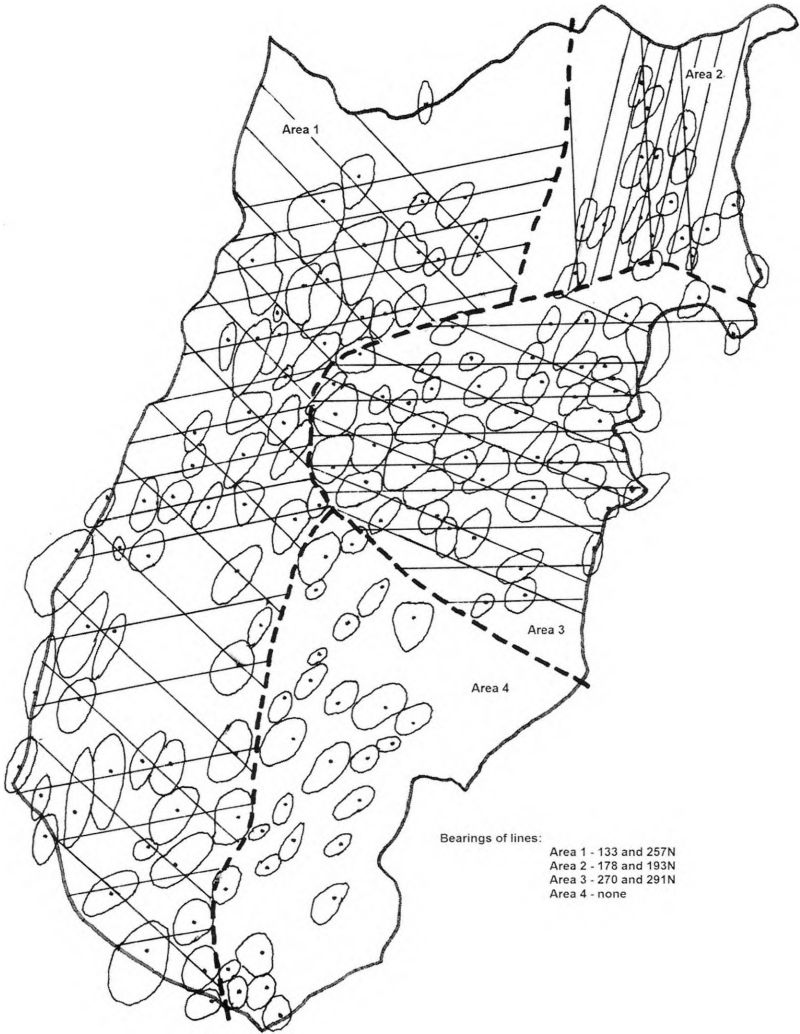 Area 1
Area 2
Area 3
Area 4
Bearings of lines:
Area 1 - 133 and 257N
Area 2 - 178 and 193N
Area 3 - 270 and 291N
Area 4 - none